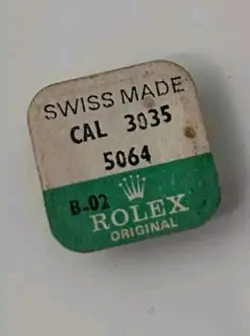 SWISS MADE
CAL 3035
5064
B-02
ROLEX
ORIGINAL